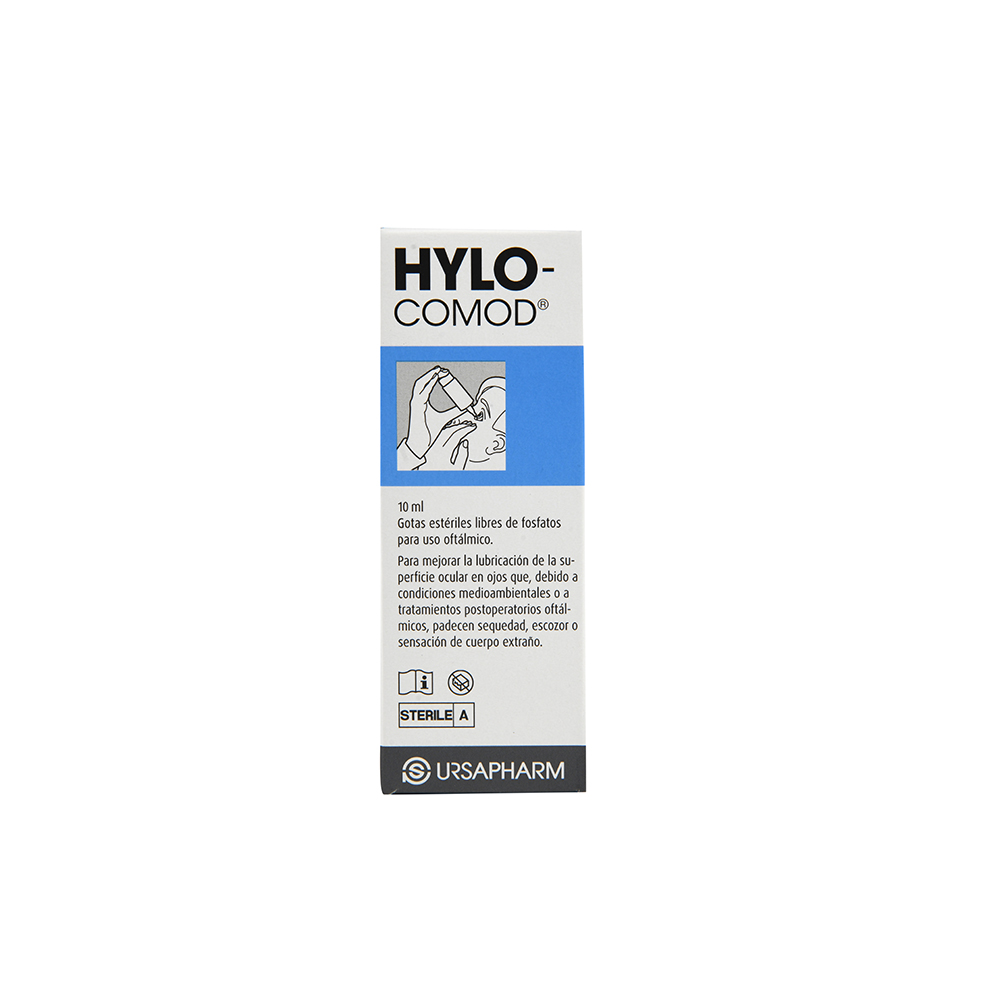 HYLO-
COMOD®
10 ml
Gotas estériles libres de fosfatos
para uso oftálmico.
Para mejorar la lubricación de la su-
perficie ocular en ojos que, debido a
condiciones medioambientales o a
tratamientos postoperatorios oftál-
micos, padecen sequedad, escozor o
sensación de cuerpo extraño.
i
STERILE A
URSAPHARM